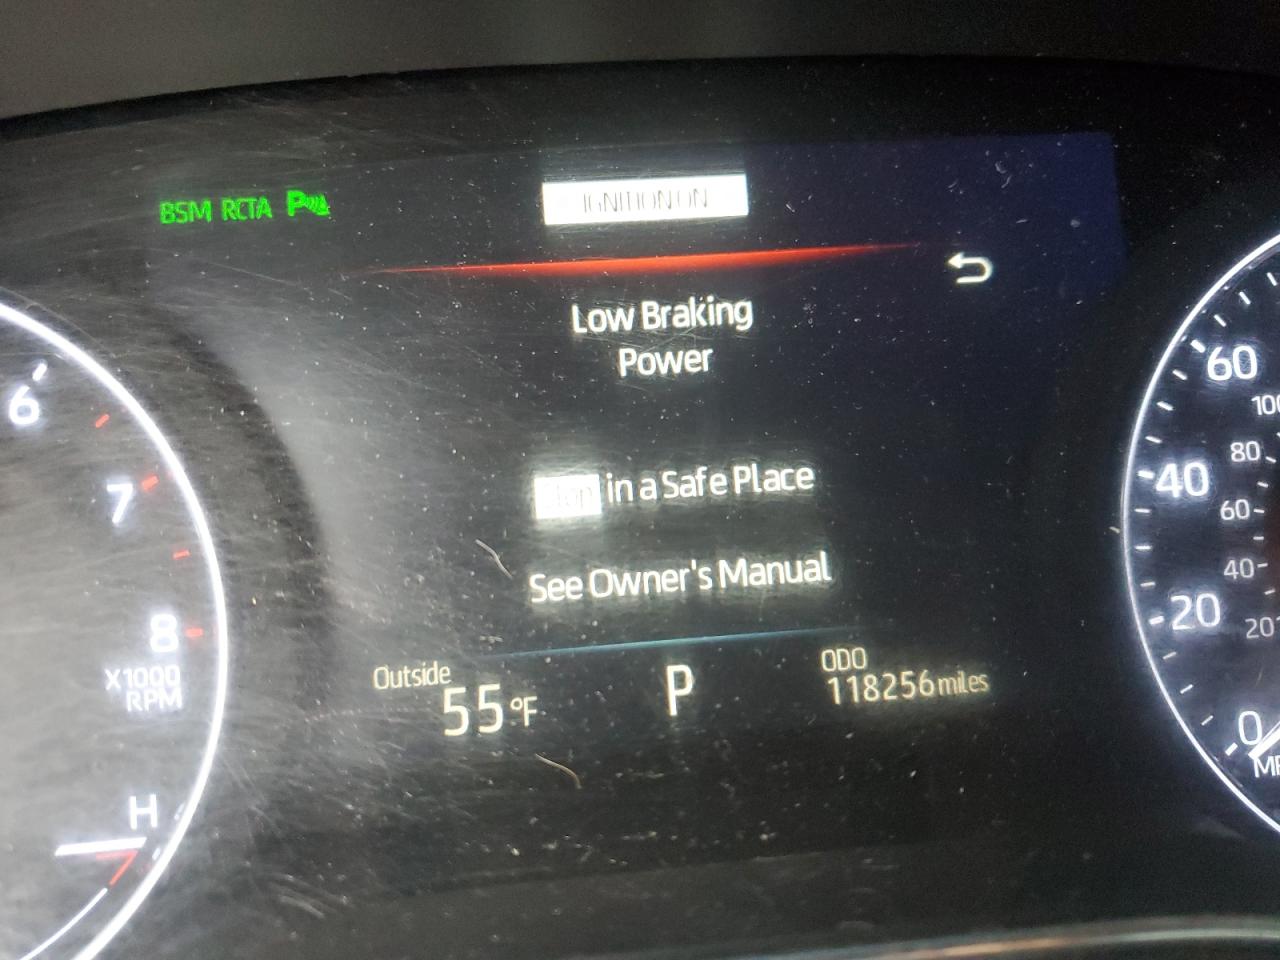 BSM RCTA P
IGNITION ON
Low Braking
Power
Stop in a Safe Place
See Owner's Manual
Outside
55°F
P
ODO
118256 miles
6
7
8
X1000
RPM
H
60
40
20
0
100
80
60
40
20